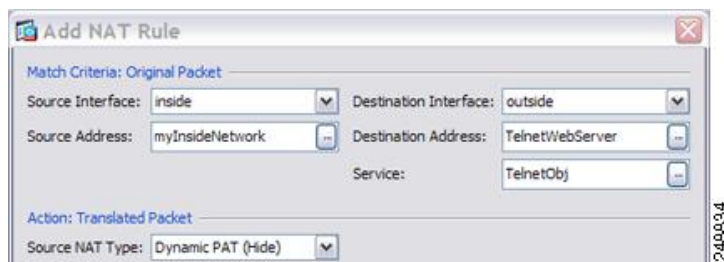 Add NAT Rule
Match Criteria: Original Packet
Source Interface: inside Destination Interface: outside
Source Address: myInsideNetwork Destination Address: TelnetWebServer
Service: TelnetObj
Action: Translated Packet
Source NAT Type: Dynamic PAT (Hide)
248834